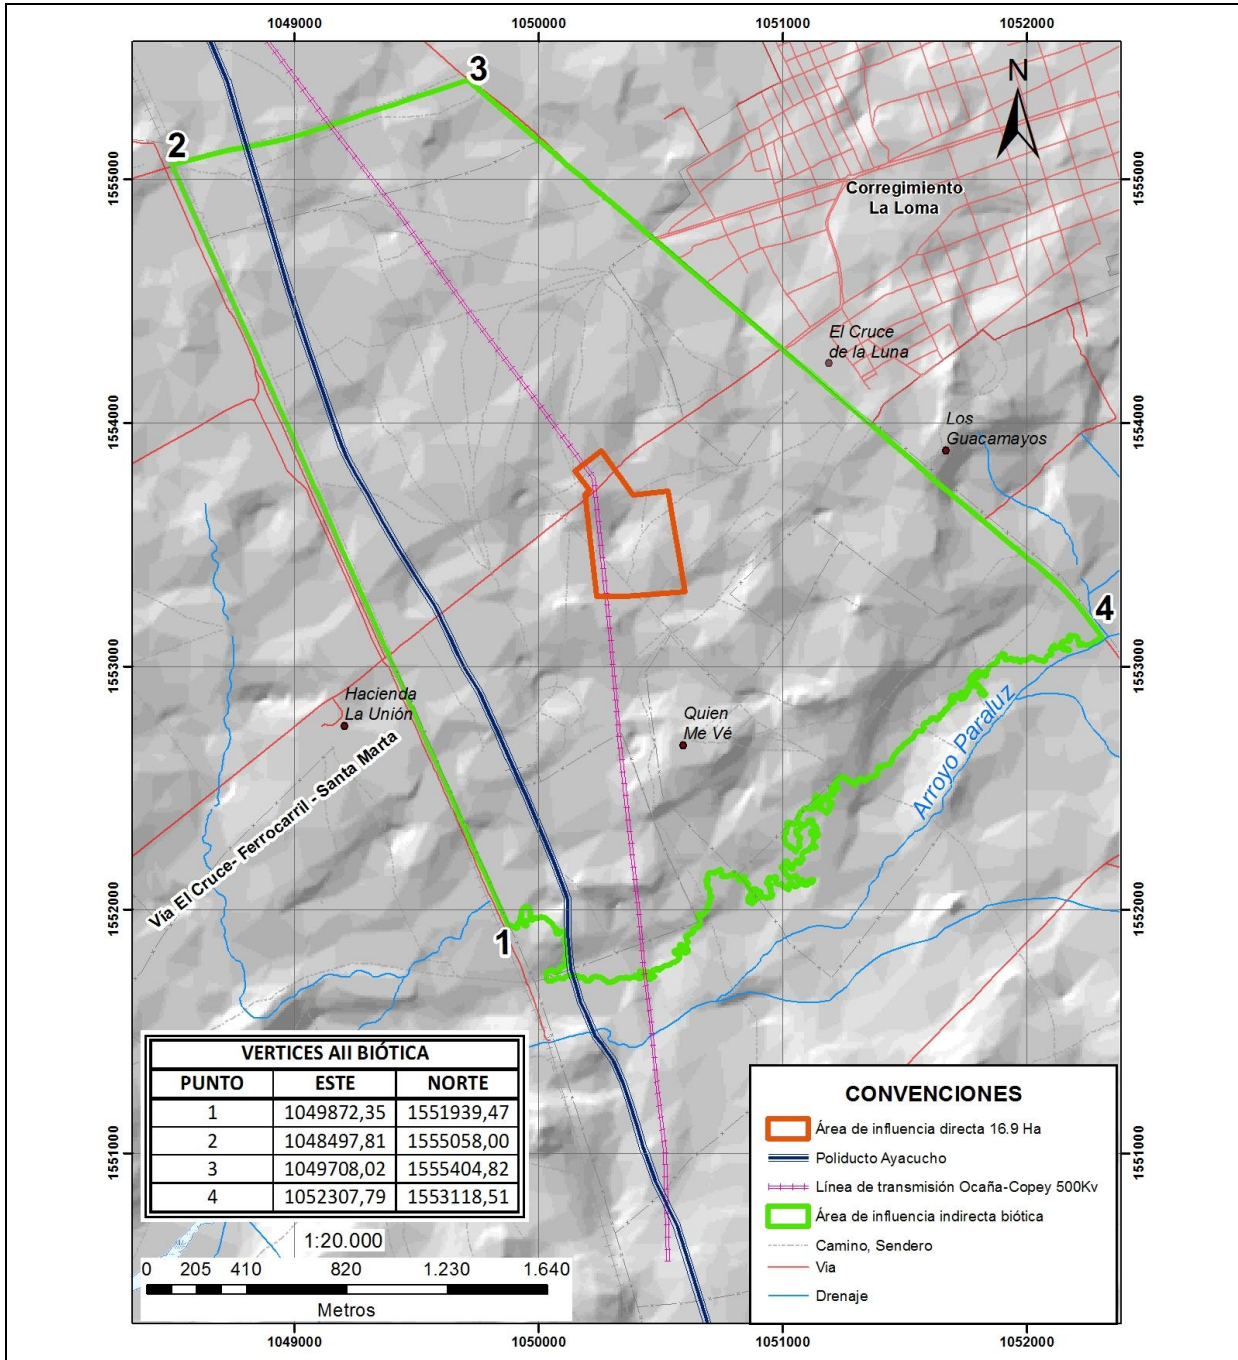 1049000 1050000 1051000 1052000
N
3
2
1555000 1555000
Corregimiento
La Loma
El Cruce
de la Luna
1554000 1554000
Los
Guacamayos
4
1553000 1553000
Hacienda
La Unión
Quien
Me Vé
Arroyo Paraluz
Vía El Cruce- Ferrocarril - Santa Marta
1552000 1552000
1
VERTICES AII BIÓTICA
PUNTO ESTE NORTE
1 1049872,35 1551939,47
2 1048497,81 1555058,00
3 1049708,02 1555404,82
4 1052307,79 1553118,51
1551000 1551000
1:20.000
0 205 410 820 1.230 1.640
Metros
CONVENCIONES
Área de influencia directa 16.9 Ha
Poliducto Ayacucho
Línea de transmisión Ocaña-Copey 500Kv
Área de influencia indirecta biótica
Camino, Sendero
Via
Drenaje
1049000 1050000 1051000 1052000